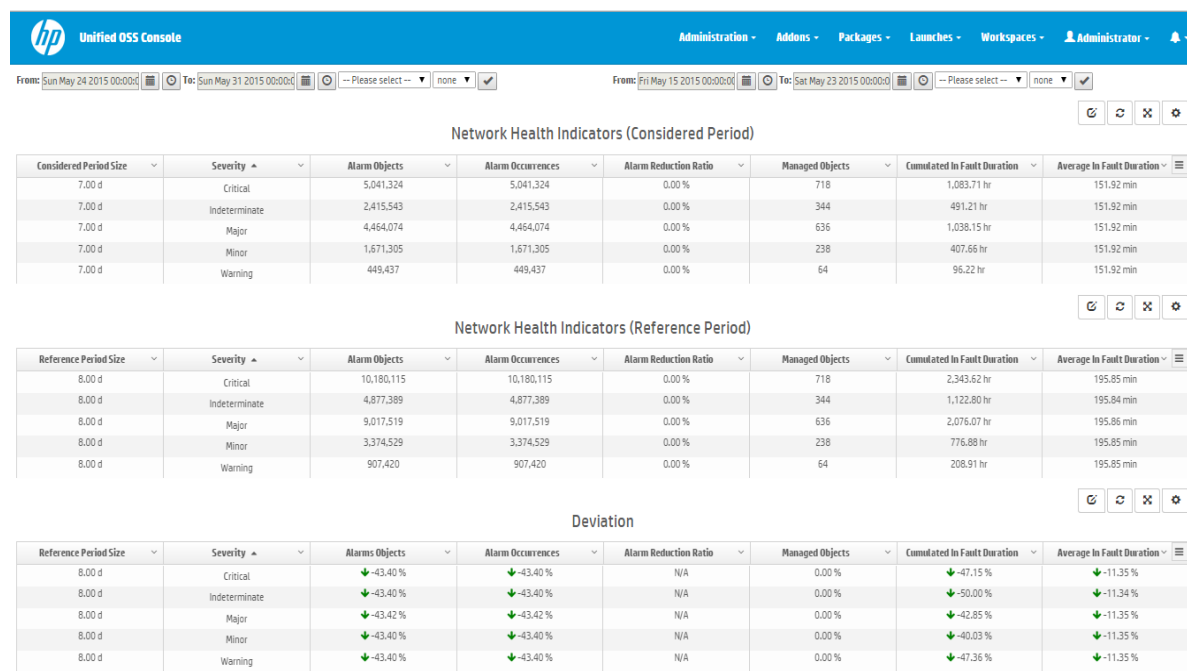 hp Unified OSS Console Administration Addons Packages Launches Workspaces Administrator
From: Sun May 24 2015 00:00:0 To: Sun May 31 2015 00:00:0 -- Please select -- none From: Fri May 15 2015 00:00:0 To: Sat May 23 2015 00:00:0 -- Please select -- none
Network Health Indicators (Considered Period)
Considered Period Size Severity Alarm Objects Alarm Occurrences Alarm Reduction Ratio Managed Objects Cumulated In Fault Duration Average In Fault Duration
7.00 d Critical 5,041,324 5,041,324 0.00 % 718 1,083.71 hr 151.92 min
7.00 d Indeterminate 2,415,543 2,415,543 0.00 % 344 491.21 hr 151.92 min
7.00 d Major 4,464,074 4,464,074 0.00 % 636 1,038.15 hr 151.92 min
7.00 d Minor 1,671,305 1,671,305 0.00 % 238 407.66 hr 151.92 min
7.00 d Warning 449,437 449,437 0.00 % 64 96.22 hr 151.92 min
Network Health Indicators (Reference Period)
Reference Period Size Severity Alarm Objects Alarm Occurrences Alarm Reduction Ratio Managed Objects Cumulated In Fault Duration Average In Fault Duration
8.00 d Critical 10,180,115 10,180,115 0.00 % 718 2,343.62 hr 195.85 min
8.00 d Indeterminate 4,877,389 4,877,389 0.00 % 344 1,122.80 hr 195.84 min
8.00 d Major 9,017,519 9,017,519 0.00 % 636 2,076.07 hr 195.86 min
8.00 d Minor 3,374,529 3,374,529 0.00 % 238 776.88 hr 195.85 min
8.00 d Warning 907,420 907,420 0.00 % 64 208.91 hr 195.85 min
Deviation
Reference Period Size Severity Alarms Objects Alarm Occurrences Alarm Reduction Ratio Managed Objects Cumulated In Fault Duration Average In Fault Duration
8.00 d Critical -43.40 % -43.40 % N/A 0.00 % -47.15 % -11.35 %
8.00 d Indeterminate -43.40 % -43.40 % N/A 0.00 % -50.00 % -11.34 %
8.00 d Major -43.42 % -43.42 % N/A 0.00 % -42.85 % -11.35 %
8.00 d Minor -43.40 % -43.40 % N/A 0.00 % -40.03 % -11.35 %
8.00 d Warning -43.40 % -43.40 % N/A 0.00 % -47.36 % -11.35 %